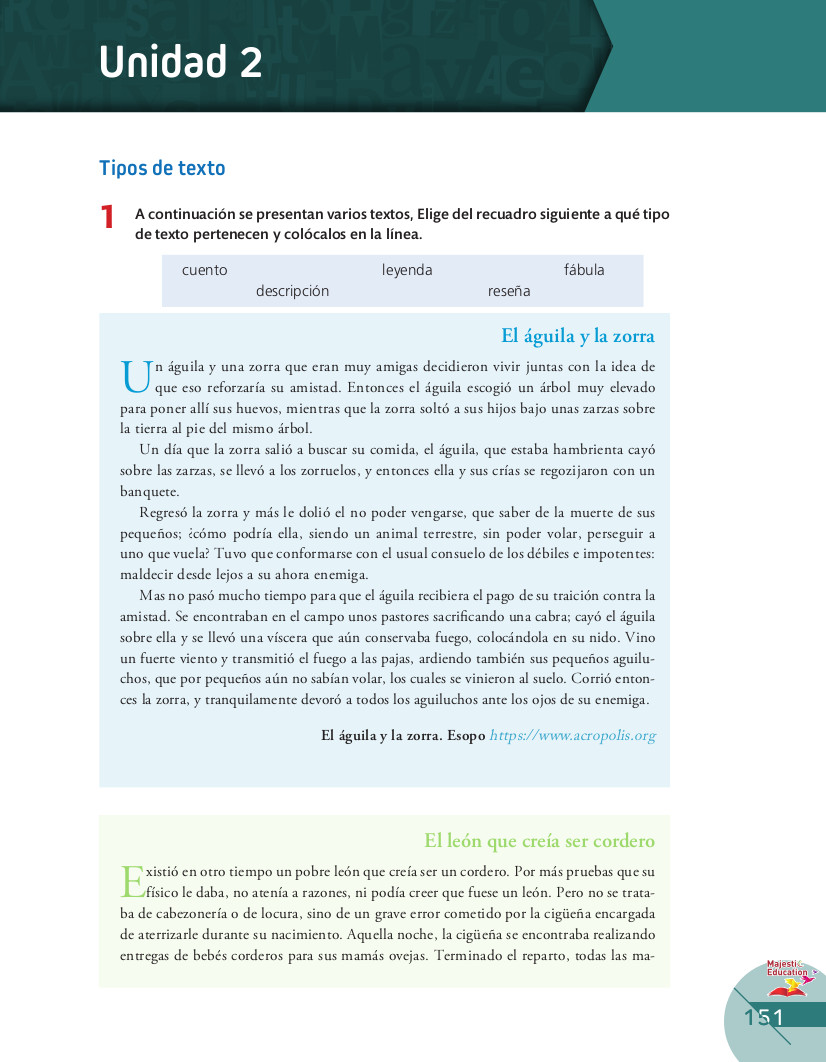 Unidad 2
Tipos de texto
1 A continuación se presentan varios textos, Elige del recuadro siguiente a qué tipo
de texto pertenecen y colócalos en la línea.
cuento leyenda fábula
descripción reseña
El águila y la zorra
Un águila y una zorra que eran muy amigas decidieron vivir juntas con la idea de
que eso reforzaría su amistad. Entonces el águila escogió un árbol muy elevado
para poner allí sus huevos, mientras que la zorra soltó a sus hijos bajo unas zarzas sobre
la tierra al pie del mismo árbol.
Un día que la zorra salió a buscar su comida, el águila, que estaba hambrienta cayó
sobre las zarzas, se llevó a los zorruelos, y entonces ella y sus crías se regozijaron con un
banquete.
Regresó la zorra y más le dolió el no poder vengarse, que saber de la muerte de sus
pequeños; ¿cómo podría ella, siendo un animal terrestre, sin poder volar, perseguir a
uno que vuela? Tuvo que conformarse con el usual consuelo de los débiles e impotentes:
maldecir desde lejos a su ahora enemiga.
Mas no pasó mucho tiempo para que el águila recibiera el pago de su traición contra la
amistad. Se encontraban en el campo unos pastores sacrificando una cabra; cayó el águila
sobre ella y se llevó una víscera que aún conservaba fuego, colocándola en su nido. Vino
un fuerte viento y transmitió el fuego a las pajas, ardiendo también sus pequeños aguilu-
chos, que por pequeños aún no sabían volar, los cuales se vinieron al suelo. Corrió enton-
ces la zorra, y tranquilamente devoró a todos los aguiluchos ante los ojos de su enemiga.
El águila y la zorra. Esopo https://www.acropolis.org
El león que creía ser cordero
Existió en otro tiempo un pobre león que creía ser un cordero. Por más pruebas que su
físico le daba, no atenía a razones, ni podía creer que fuese un león. Pero no se trata-
ba de cabezonería o de locura, sino de un grave error cometido por la cigüeña encargada
de aterrizarle durante su nacimiento. Aquella noche, la cigüeña se encontraba realizando
entregas de bebés corderos para sus mamás ovejas. Terminado el reparto, todas las ma-
Majestic
Education
151